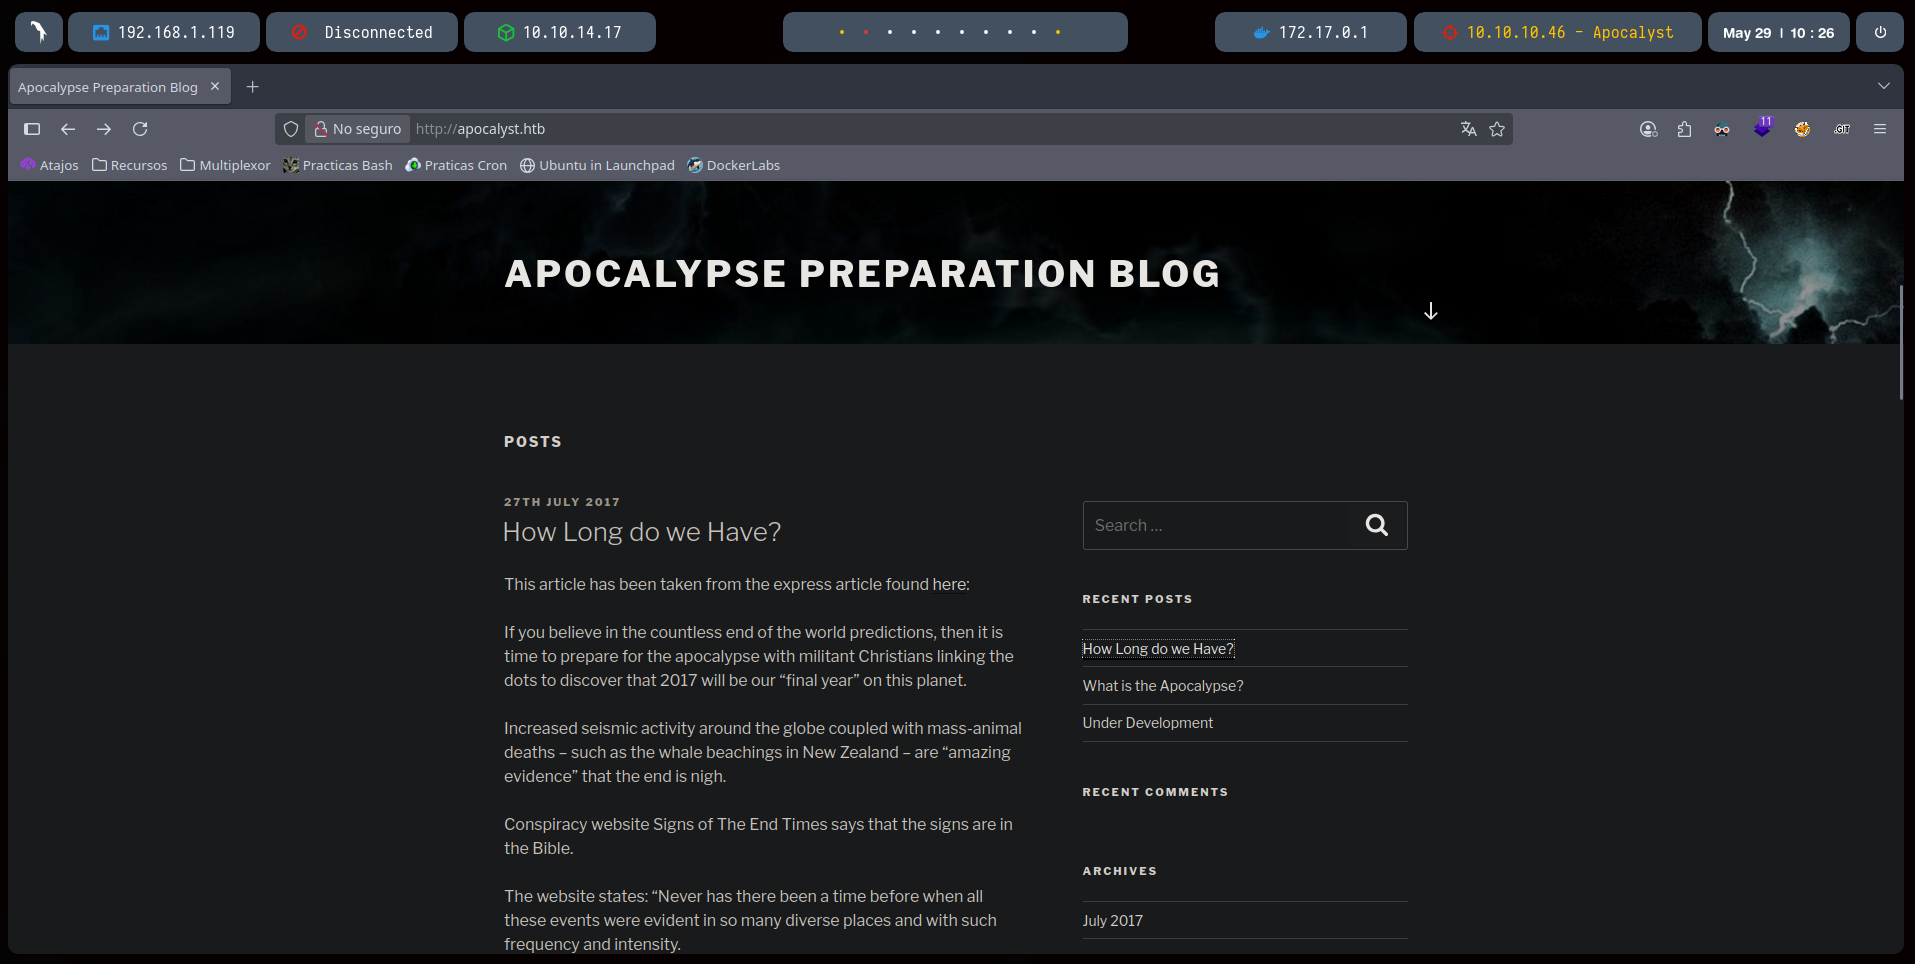 192.168.1.119
Disconnected
10.10.14.17
172.17.0.1
10.10.10.46 - Apocalyst
May 29 | 10 : 26
Apocalypse Preparation Blog
No seguro
http://apocalyst.htb
11
.GIT
Atajos
Recursos
Multiplexor
Practicas Bash
Praticas Cron
Ubuntu in Launchpad
DockerLabs
APOCALYPSE PREPARATION BLOG
POSTS
27TH JULY 2017
How Long do we Have?
This article has been taken from the express article found here:
If you believe in the countless end of the world predictions, then it is
time to prepare for the apocalypse with militant Christians linking the
dots to discover that 2017 will be our “final year” on this planet.
Increased seismic activity around the globe coupled with mass-animal
deaths – such as the whale beachings in New Zealand – are “amazing
evidence” that the end is nigh.
Conspiracy website Signs of The End Times says that the signs are in
the Bible.
The website states: “Never has there been a time before when all
these events were evident in so many diverse places and with such
frequency and intensity.
Search …
RECENT POSTS
How Long do we Have?
What is the Apocalypse?
Under Development
RECENT COMMENTS
ARCHIVES
July 2017